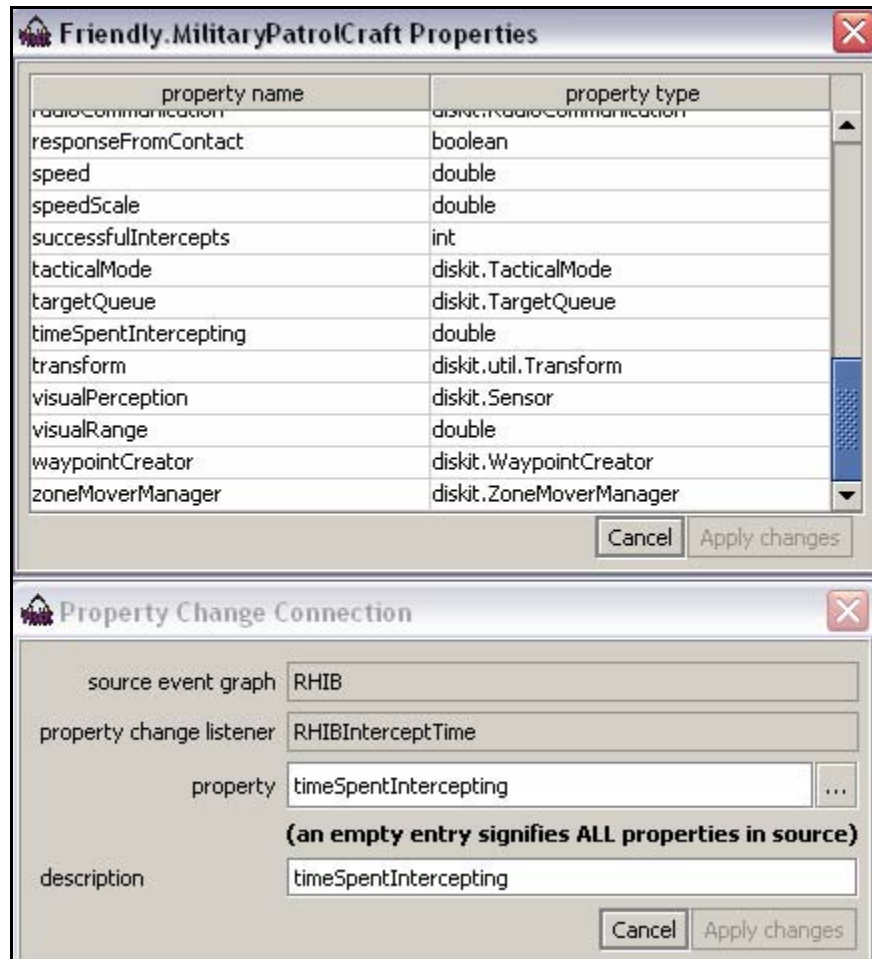 Friendly.MilitaryPatrolCraft Properties
property name property type
radioCommunication diskit.RadioCommunication
responseFromContact boolean
speed double
speedScale double
successfulIntercepts int
tacticalMode diskit.TacticalMode
targetQueue diskit.TargetQueue
timeSpentIntercepting double
transform diskit.util.Transform
visualPerception diskit.Sensor
visualRange double
waypointCreator diskit.WaypointCreator
zoneMoverManager diskit.ZoneMoverManager
Cancel Apply changes
Property Change Connection
source event graph RHIB
property change listener RHIBInterceptTime
property timeSpentIntercepting ...
(an empty entry signifies ALL properties in source)
description timeSpentIntercepting
Cancel Apply changes